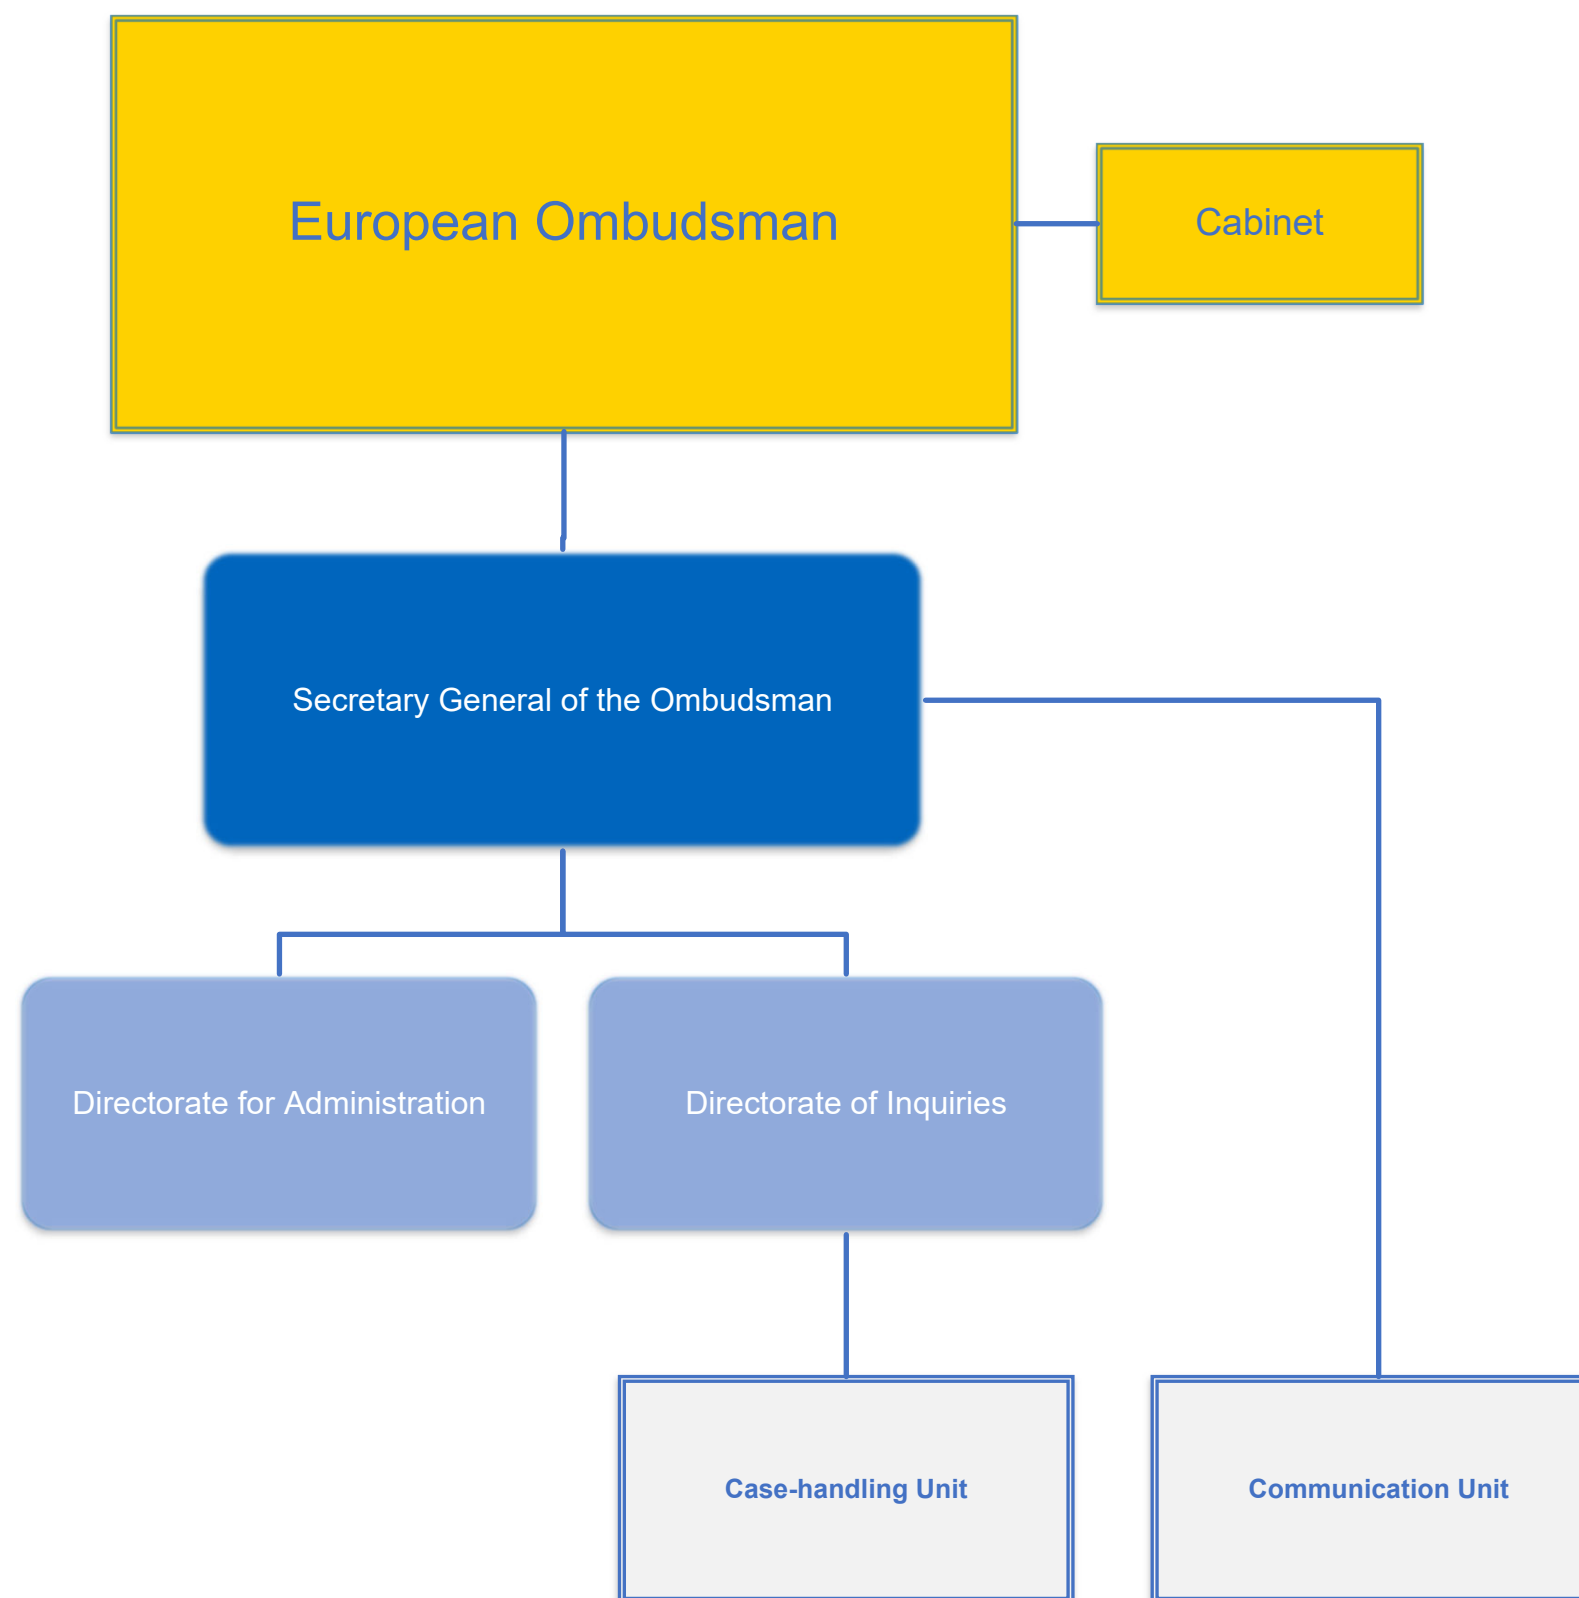 European Ombudsman
Cabinet
Secretary General of the Ombudsman
Directorate for Administration
Directorate of Inquiries
Case-handling Unit
Communication Unit